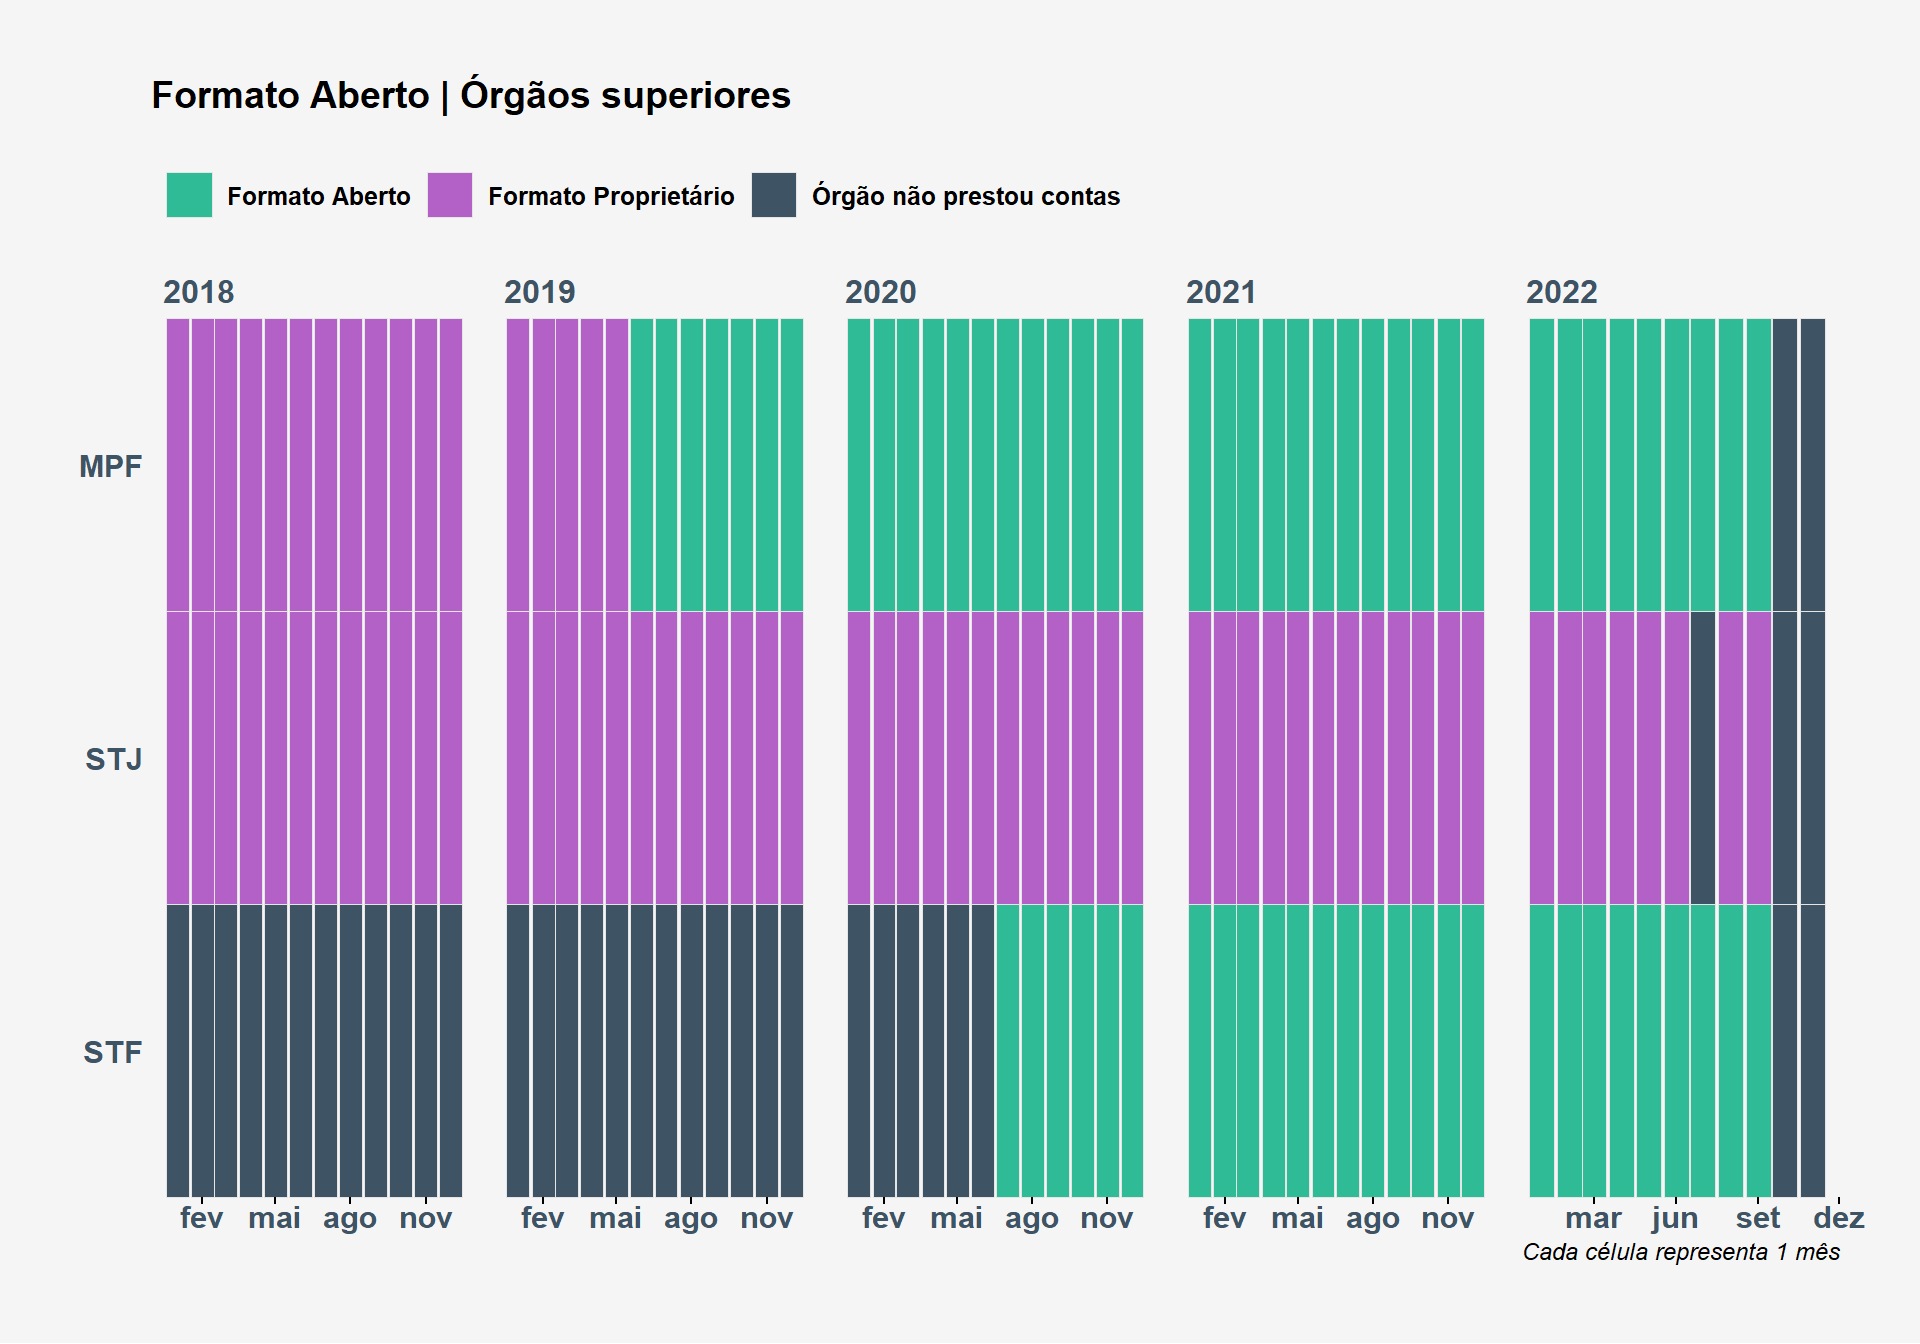 Formato Aberto | Órgãos superiores
Formato Aberto Formato Proprietário Órgão não prestou contas
2018 2019 2020 2021 2022
MPF
STJ
STF
fev mai ago nov fev mai ago nov fev mai ago nov fev mai ago nov mar jun set dez
Cada célula representa 1 mês